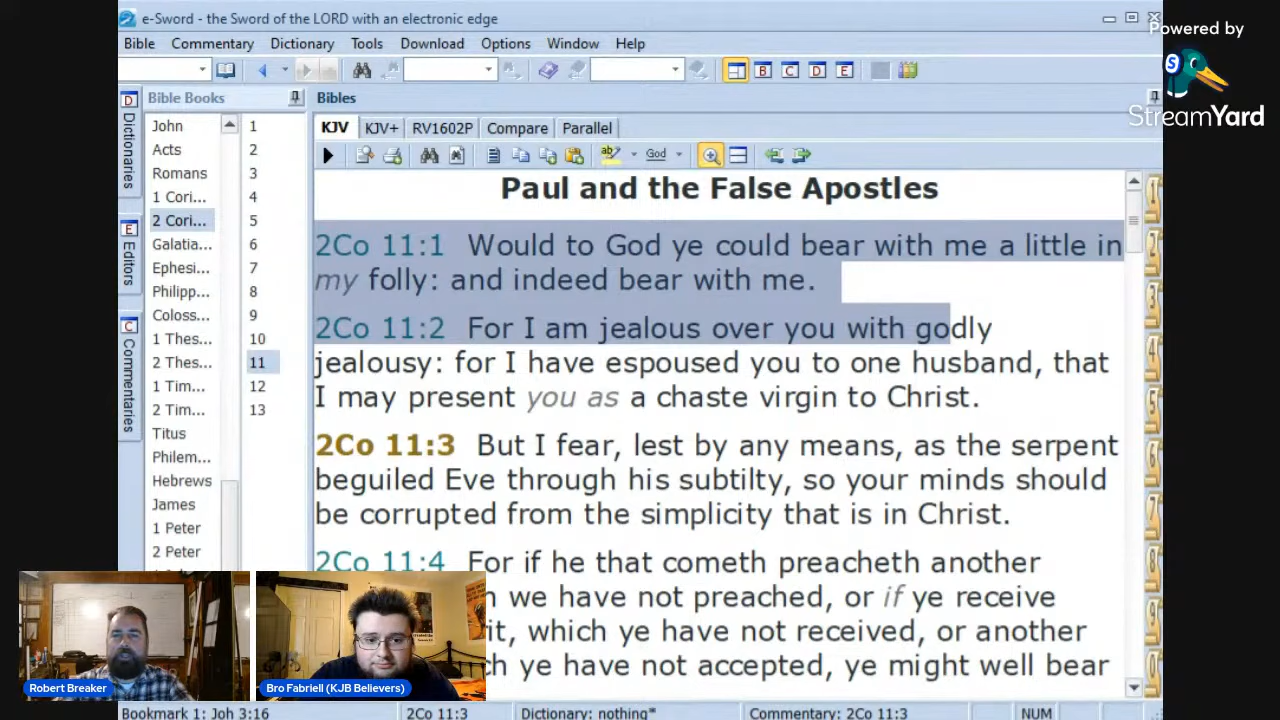 e-Sword - the Sword of the LORD with an electronic edge
Powered by
StreamYard
Bible Commentary Dictionary Tools Download Options Window Help
B C D E
Dictionaries
Editors
Commentaries
Bible Books
John
Acts
Romans
1 Cori...
2 Cori...
Galatia...
Ephesi...
Philipp...
Coloss...
1 Thes...
2 Thes...
1 Tim...
2 Tim...
Titus
Philem...
Hebrews
James
1 Peter
2 Peter
1
2
3
4
5
6
7
8
9
10
11
12
13
Bibles
KJV KJV+ RV1602P Compare Parallel
God
Paul and the False Apostles
2Co 11:1 Would to God ye could bear with me a little in
my folly: and indeed bear with me.
2Co 11:2 For I am jealous over you with godly
jealousy: for I have espoused you to one husband, that
I may present you as a chaste virgin to Christ.
2Co 11:3 But I fear, lest by any means, as the serpent
beguiled Eve through his subtilty, so your minds should
be corrupted from the simplicity that is in Christ.
2Co 11:4 For if he that cometh preacheth another
we have not preached, or if ye receive
it, which ye have not received, or another
ye have not accepted, ye might well bear
Robert Breaker
Bro Fabriell (KJB Believers)
Bookmark 1: Joh 3:16 2Co 11:3 Dictionary: nothing* Commentary: 2Co 11:3 NUM